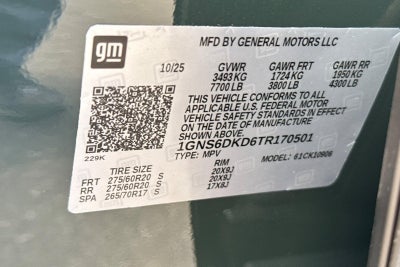 gm
MFD BY GENERAL MOTORS LLC
10/25 GVWR GAWR FRT GAWR RR
3493 KG 1724 KG 1950 KG
7700 LB 3800 LB 4300 LB
THIS VEHICLE CONFORMS TO ALL
APPLICABLE U.S. FEDERAL MOTOR
VEHICLE SAFETY STANDARDS IN EFFECT
ON THE DATE OF MANUFACTURE
SHOWN ABOVE.
1GNS6DKD6TR170501
229K TYPE: MPV MODEL: 61CK10906
TIRE SIZE RIM
FRT 275/60R20 S 20X9J
RR 275/60R20 S 20X9J
SPA 265/70R17 S 17X8J